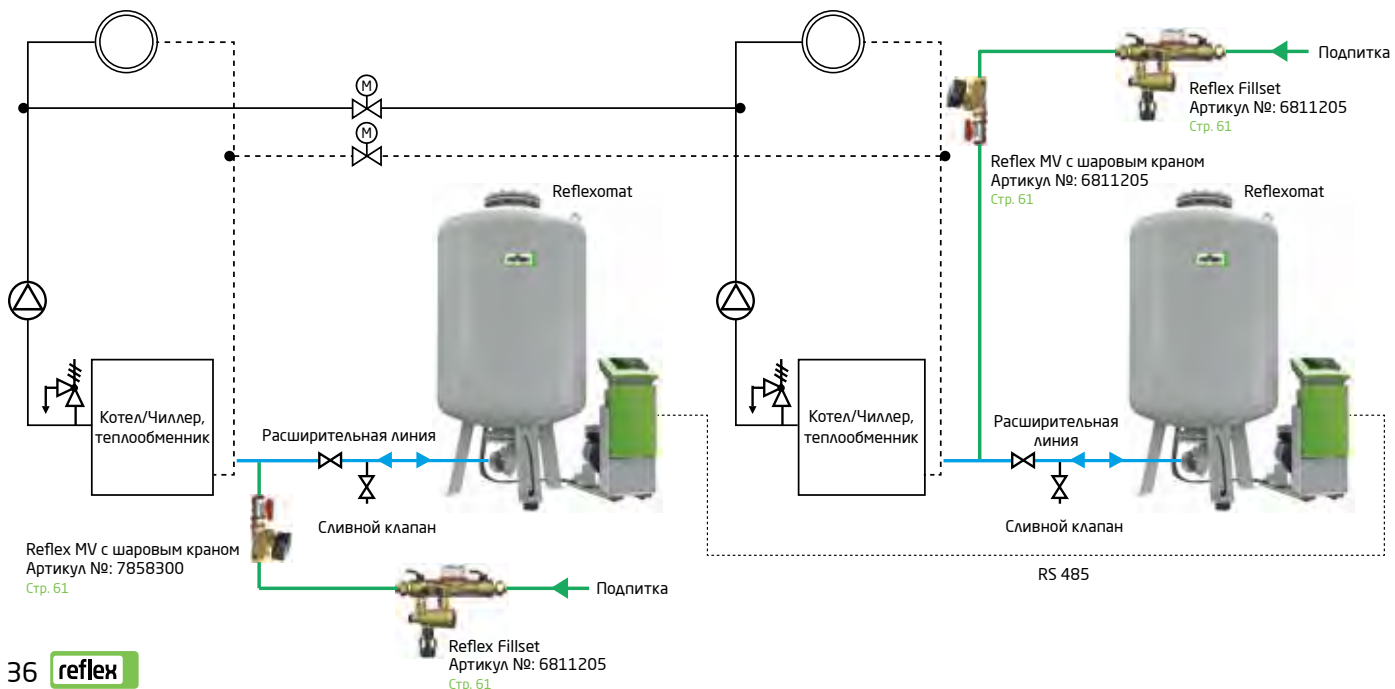 M
M
Подпитка
Reflex Fillset
Артикул №: 6811205
Стр. 61
Reflex MV с шаровым краном
Артикул №: 6811205
Стр. 61
Reflexomat
Reflexomat
reflex
reflex
Котел/Чиллер,
теплообменник
Расширительная линия
Сливной клапан
Котел/Чиллер,
теплообменник
Расширительная
линия
Сливной клапан
Reflex MV с шаровым краном
Артикул №: 7858300
Стр. 61
RS 485
Подпитка
Reflex Fillset
Артикул №: 6811205
Стр. 61
36 reflex